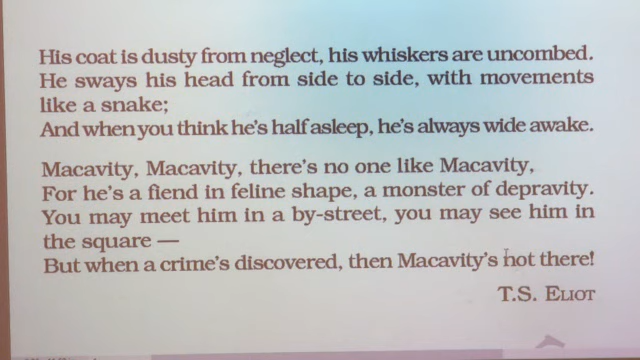 His coat is dusty from neglect, his whiskers are uncombed.
He sways his head from side to side, with movements
like a snake;
And when you think he's half asleep, he's always wide awake.
Macavity, Macavity, there's no one like Macavity,
For he's a fiend in feline shape, a monster of depravity.
You may meet him in a by-street, you may see him in
the square —
But when a crime's discovered, then Macavity's not there!
T.S. ELIOT